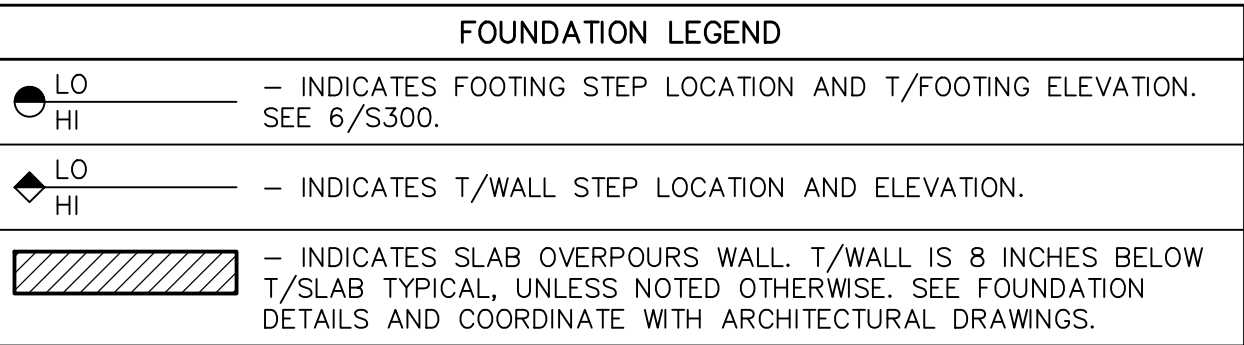 FOUNDATION LEGEND
LO
HI
– INDICATES FOOTING STEP LOCATION AND T/FOOTING ELEVATION.
SEE 6/S300.
LO
HI
– INDICATES T/WALL STEP LOCATION AND ELEVATION.
– INDICATES SLAB OVERPOURS WALL. T/WALL IS 8 INCHES BELOW
T/SLAB TYPICAL, UNLESS NOTED OTHERWISE. SEE FOUNDATION
DETAILS AND COORDINATE WITH ARCHITECTURAL DRAWINGS.